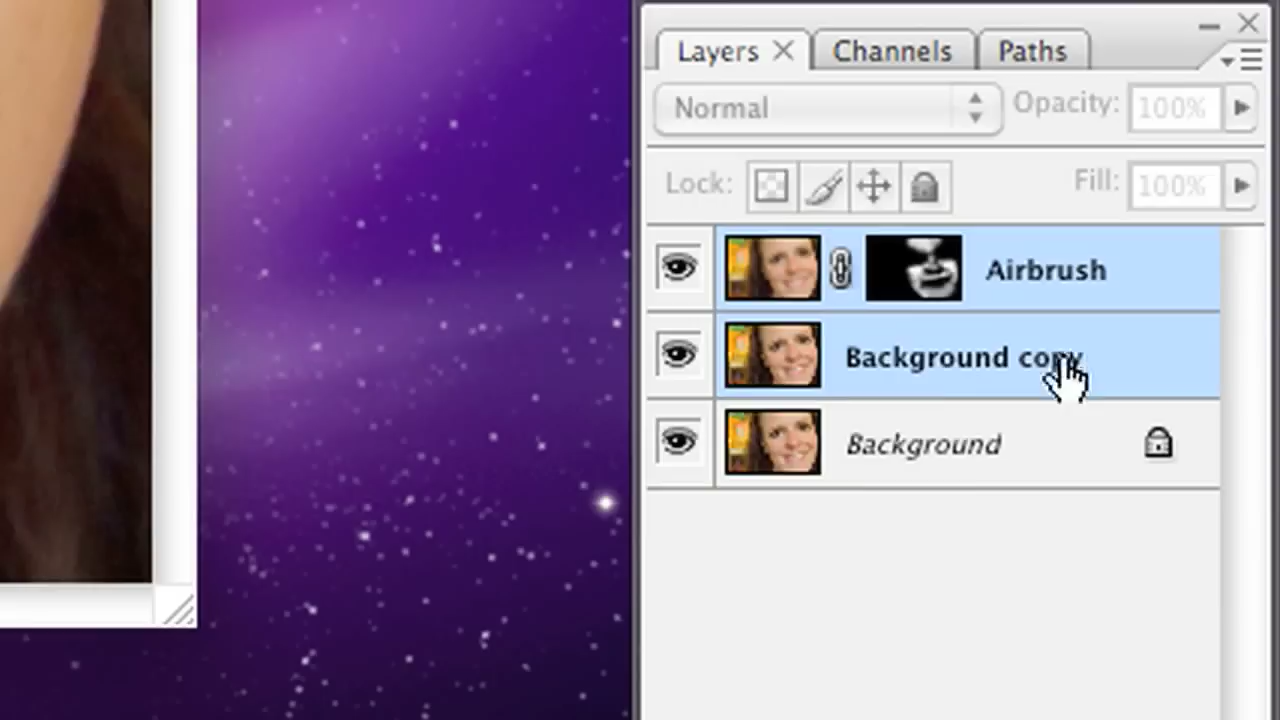 Layers Channels Paths
Normal Opacity: 100%
Lock: Fill: 100%
Airbrush
Background copy
Background